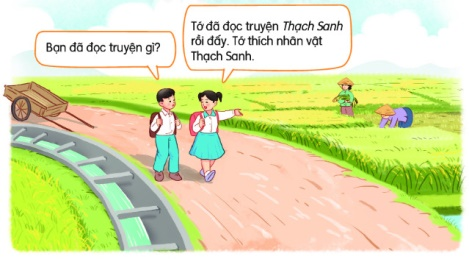 Bạn đã đọc truyện gì?
Tớ đã đọc truyện Thạch Sanh
rồi đấy. Tớ thích nhân vật
Thạch Sanh.